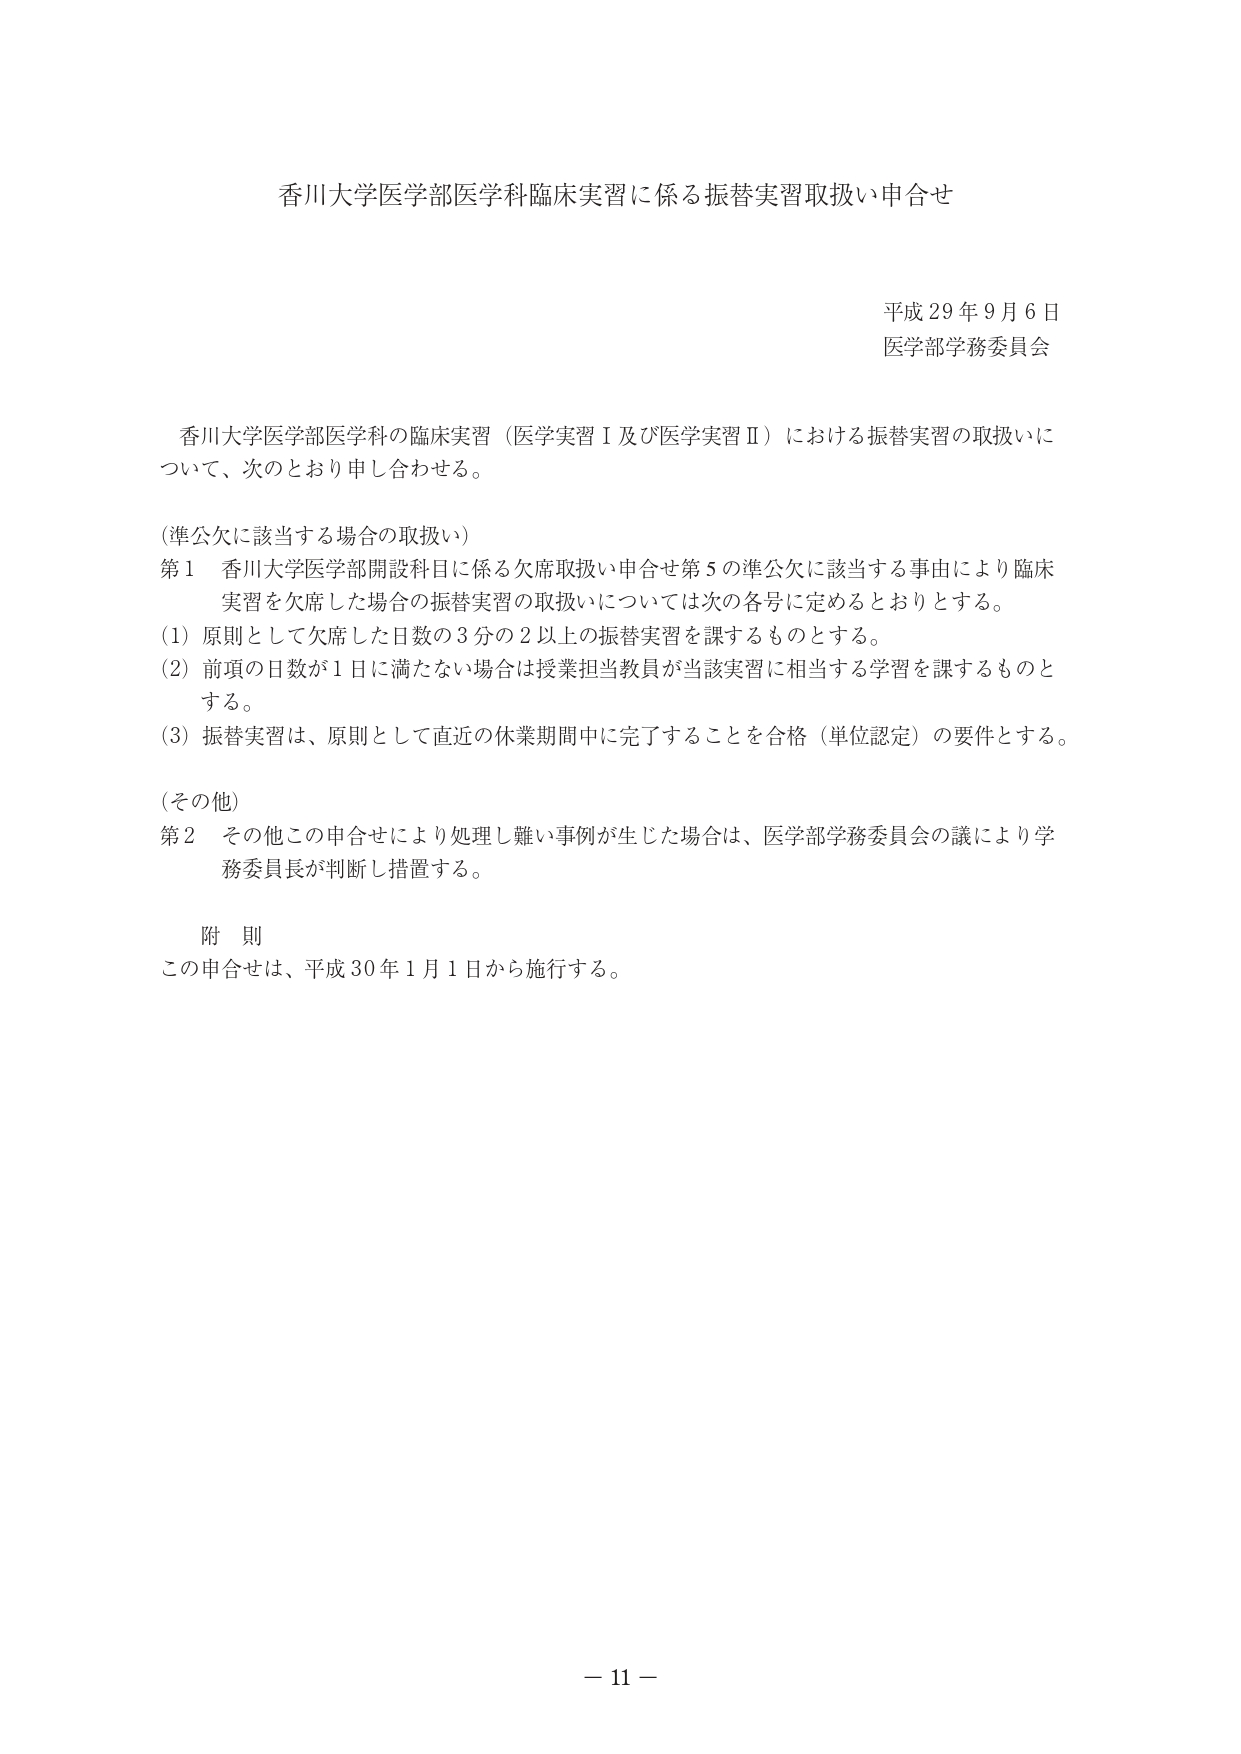 香川大学医学部医学科臨床実習に係る振替実習取扱い申合せ
平成29年9月6日
医学部学務委員会
香川大学医学部医学科の臨床実習（医学実習Ⅰ及び医学実習Ⅱ）における振替実習の取扱いに
ついて、次のとおり申し合わせる。
（準公欠に該当する場合の取扱い）
第1　香川大学医学部開設科目に係る欠席取扱い申合せ第5の準公欠に該当する事由により臨床
実習を欠席した場合の振替実習の取扱いについては次の各号に定めるとおりとする。
（1）原則として欠席した日数の3分の2以上の振替実習を課するものとする。
（2）前項の日数が1日に満たない場合は授業担当教員が当該実習に相当する学習を課するものと
する。
（3）振替実習は、原則として直近の休業期間中に完了することを合格（単位認定）の要件とする。
（その他）
第2　その他この申合せにより処理し難い事例が生じた場合は、医学部学務委員会の議により学
務委員長が判断し措置する。
附　則
この申合せは、平成30年1月1日から施行する。
－ 11 －